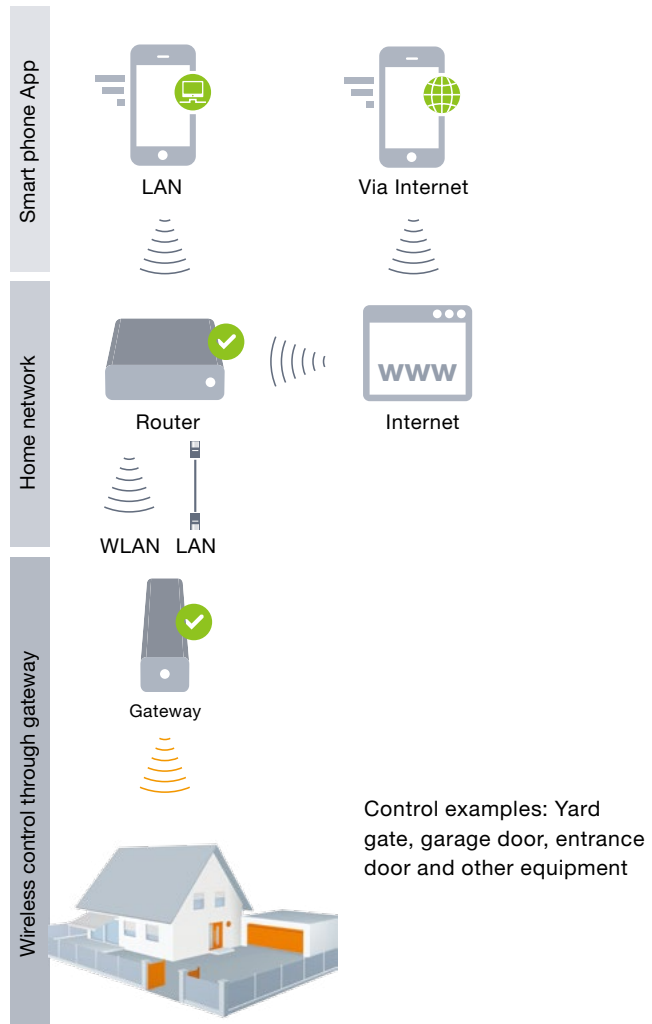 Smart phone App
LAN
Via Internet
Home network
www
Router
Internet
WLAN LAN
Wireless control through gateway
Gateway
Control examples: Yard
gate, garage door, entrance
door and other equipment